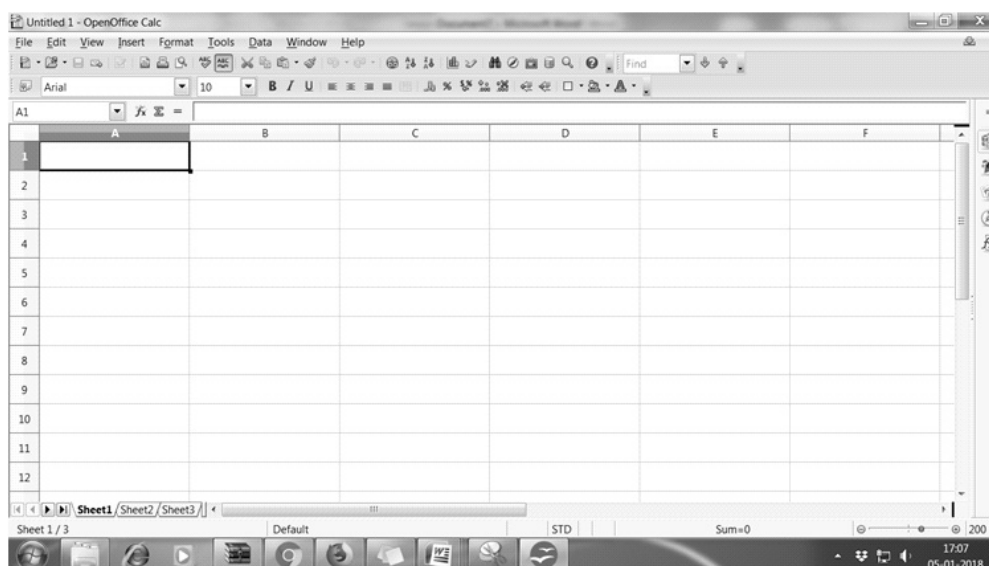 Untitled 1 - OpenOffice Calc
File Edit View Insert Format Tools Data Window Help
Find
Arial 10
A1 fx Σ =
A B C D E F
1
2
3
4
5
6
7
8
9
10
11
12
Sheet1 Sheet2 Sheet3
Sheet 1 / 3 Default STD Sum=0 200
17:07
05-01-2018